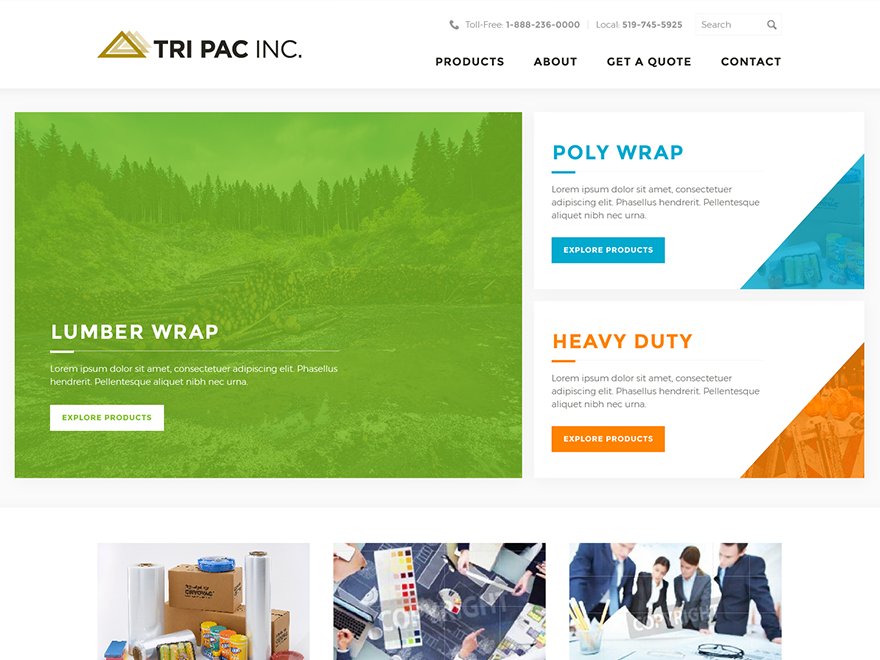 Toll-Free: 1-888-236-0000 Local: 519-745-5925 Search
TRI PAC INC.
PRODUCTS ABOUT GET A QUOTE CONTACT
LUMBER WRAP
Lorem ipsum dolor sit amet, consectetuer adipiscing elit. Phasellus
hendrerit. Pellentesque aliquet nibh nec urna.
EXPLORE PRODUCTS
POLY WRAP
Lorem ipsum dolor sit amet, consectetuer
adipiscing elit. Phasellus hendrerit. Pellentesque
aliquet nibh nec urna.
EXPLORE PRODUCTS
HEAVY DUTY
Lorem ipsum dolor sit amet, consectetuer
adipiscing elit. Phasellus hendrerit. Pellentesque
aliquet nibh nec urna.
EXPLORE PRODUCTS
CRYOVAC
COPYRIGHT
COPYRIGHT